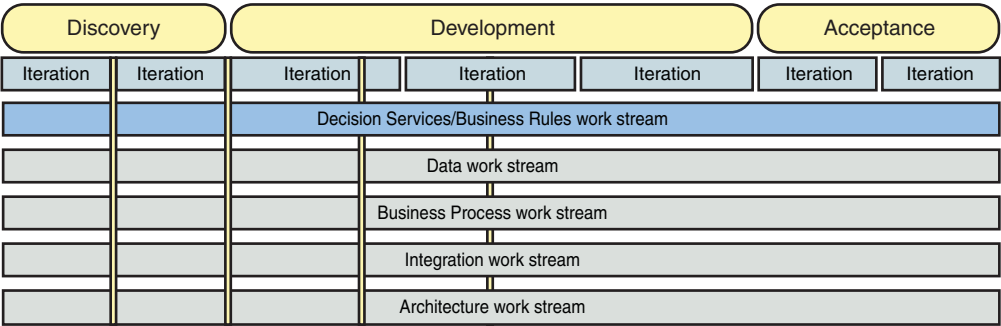 Discovery Development Acceptance
Iteration Iteration Iteration Iteration Iteration Iteration Iteration
Decision Services/Business Rules work stream
Data work stream
Business Process work stream
Integration work stream
Architecture work stream